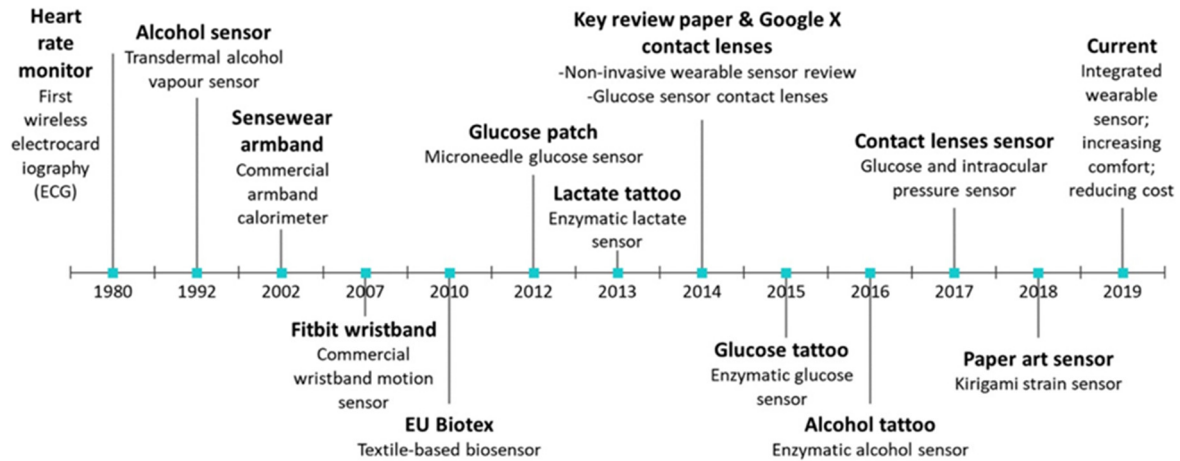 Heart
rate
monitor
First
wireless
electrocard
iography
(ECG)
Alcohol sensor
Transdermal alcohol
vapour sensor
Sensewear
armband
Commercial
armband
calorimeter
Glucose patch
Microneedle glucose sensor
Lactate tattoo
Enzymatic lactate
sensor
Key review paper & Google X
contact lenses
-Non-invasive wearable sensor review
-Glucose sensor contact lenses
Contact lenses sensor
Glucose and intraocular
pressure sensor
Current
Integrated
wearable
sensor;
increasing
comfort;
reducing cost
1980 1992 2002 2007 2010 2012 2013 2014 2015 2016 2017 2018 2019
Fitbit wristband
Commercial
wristband motion
sensor
EU Biotex
Textile-based biosensor
Glucose tattoo
Enzymatic glucose
sensor
Alcohol tattoo
Enzymatic alcohol sensor
Paper art sensor
Kirigami strain sensor